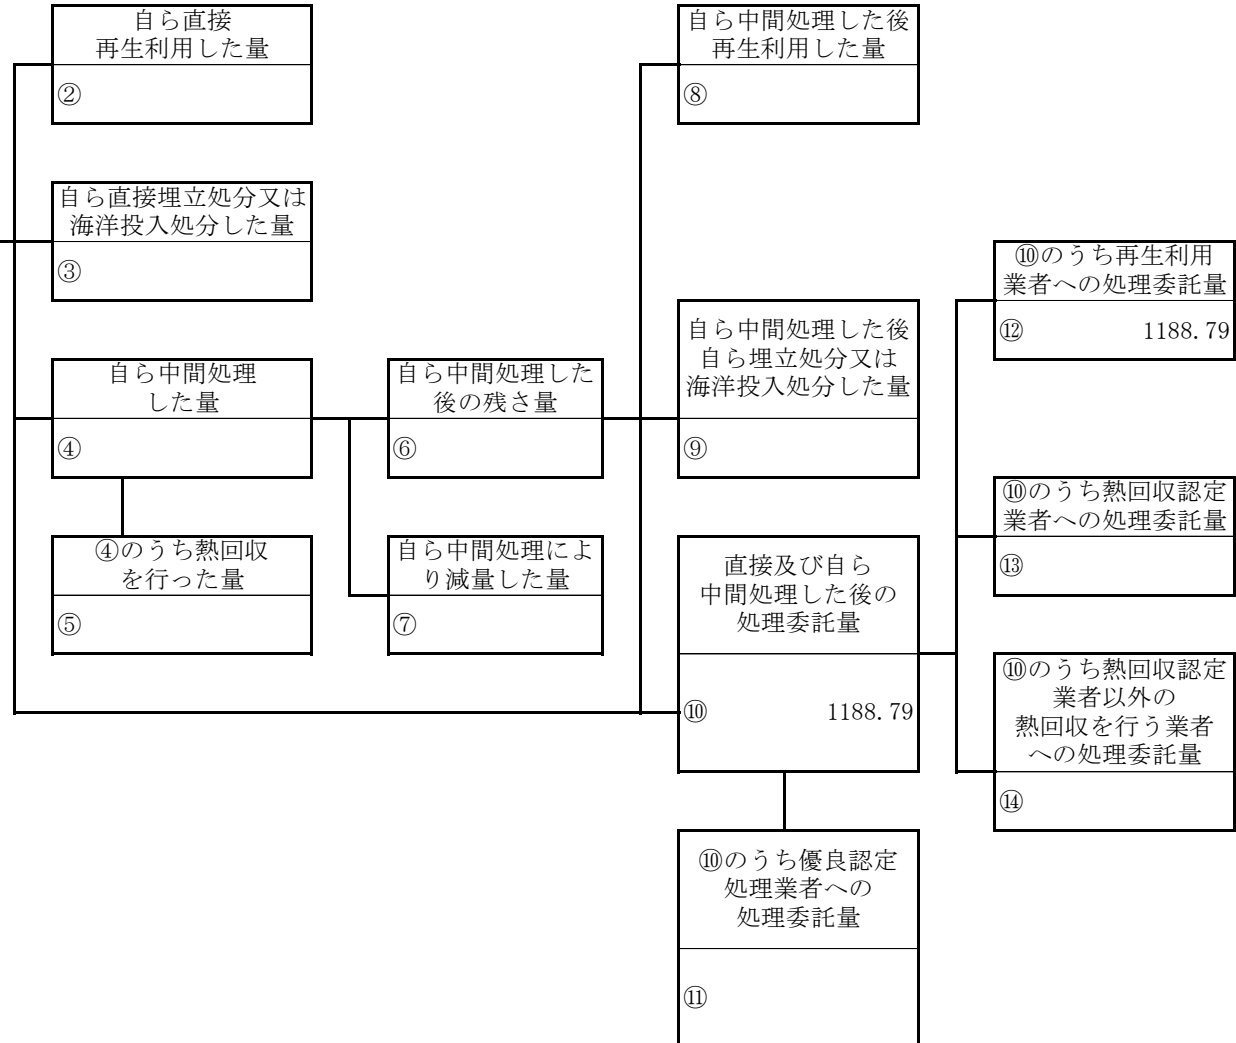 自ら直接
再生利用した量
②
自ら中間処理した後
再生利用した量
⑧
自ら直接埋立処分又は
海洋投入処分した量
③
⑩のうち再生利用
業者への処理委託量
⑫ 1188.79
自ら中間処理した後
自ら埋立処分又は
海洋投入処分した量
⑨
自ら中間処理
した量
④
自ら中間処理した
後の残さ量
⑥
⑩のうち熱回収認定
業者への処理委託量
⑬
④のうち熱回収
を行った量
⑤
自ら中間処理によ
り減量した量
⑦
直接及び自ら
中間処理した後の
処理委託量
⑩ 1188.79
⑩のうち熱回収認定
業者以外の
熱回収を行う業者
への処理委託量
⑭
⑩のうち優良認定
処理業者への
処理委託量
⑪